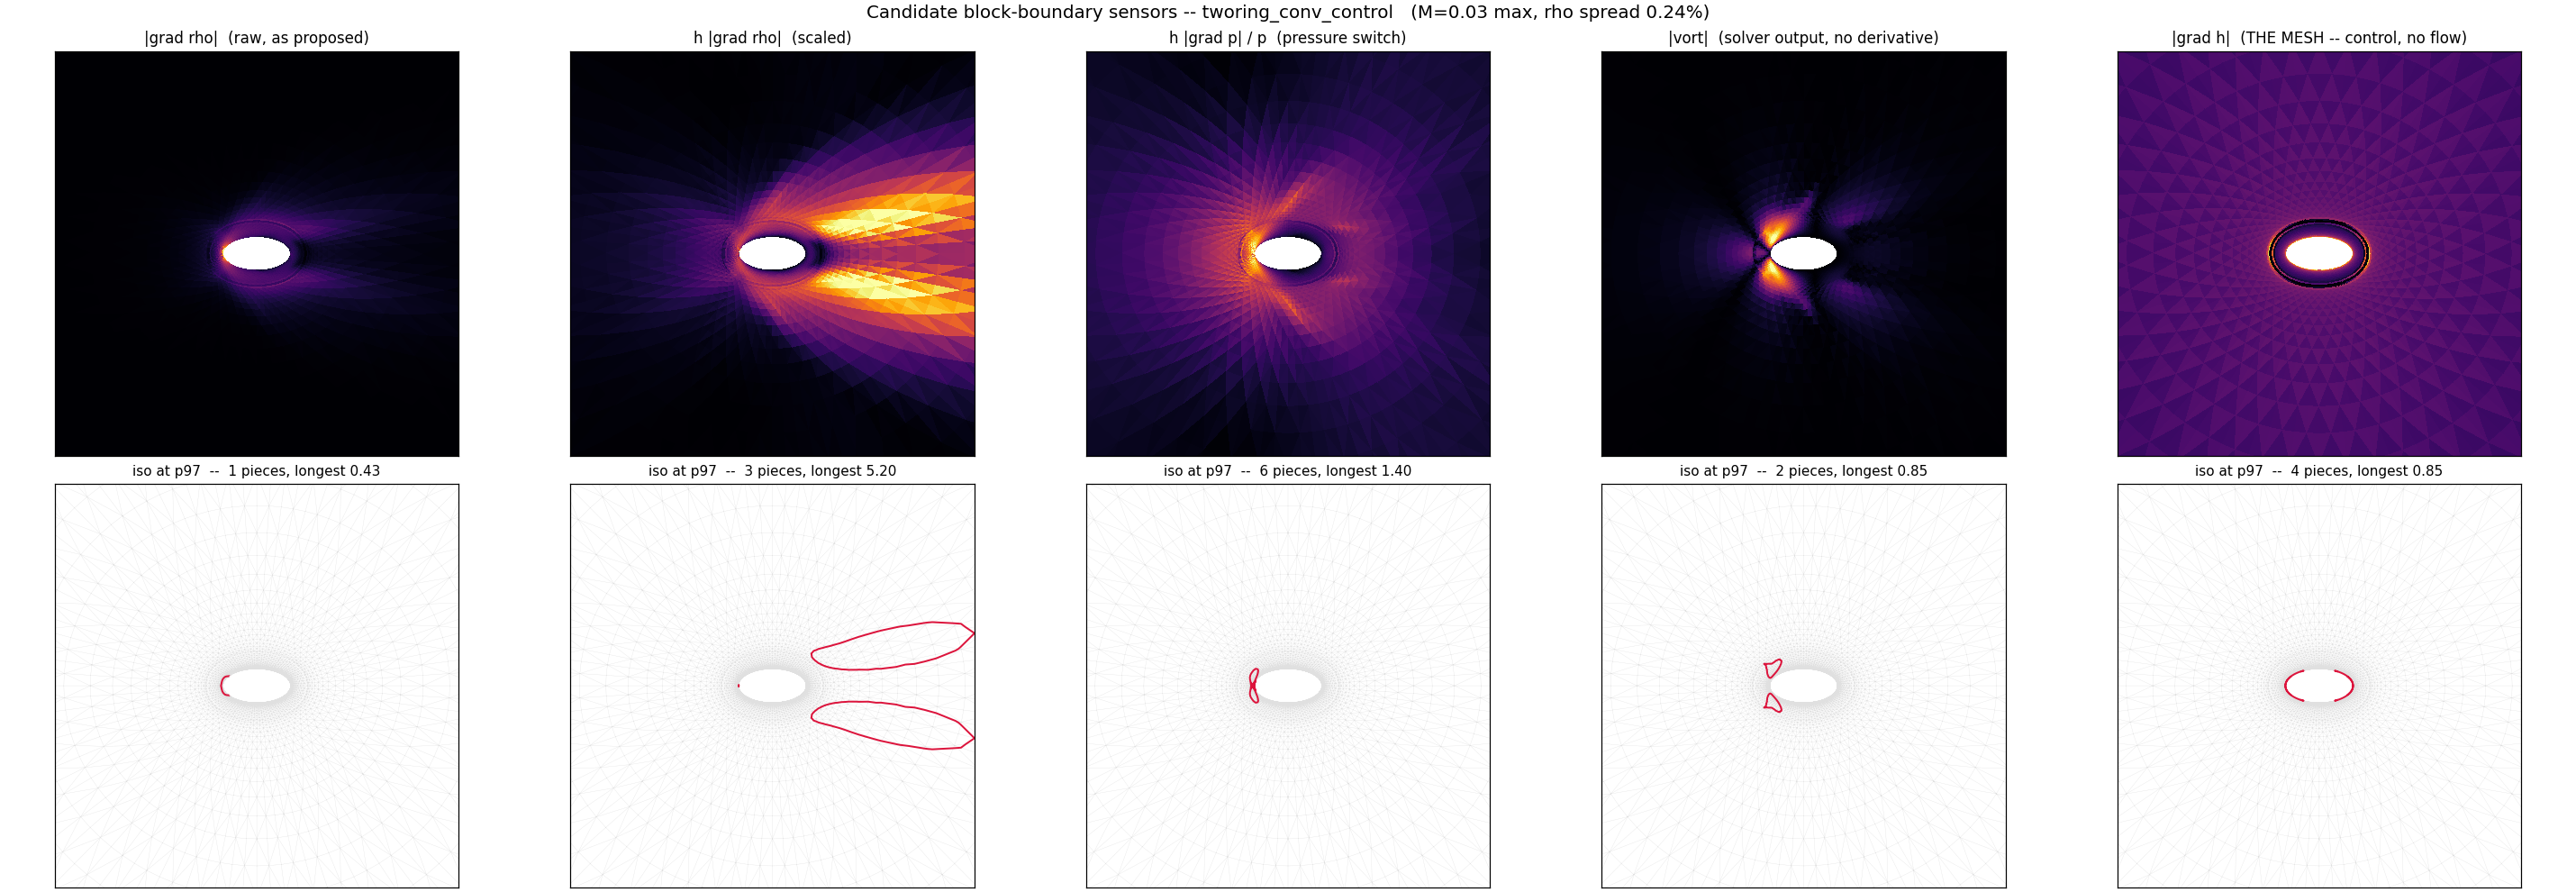 Candidate block-boundary sensors -- tworing_conv_control   (M=0.03 max, rho spread 0.24%)
|grad rho|  (raw, as proposed)
h |grad rho|  (scaled)
h |grad p| / p  (pressure switch)
|vort|  (solver output, no derivative)
|grad h|  (THE MESH -- control, no flow)
iso at p97  --  1 pieces, longest 0.43
iso at p97  --  3 pieces, longest 5.20
iso at p97  --  6 pieces, longest 1.40
iso at p97  --  2 pieces, longest 0.85
iso at p97  --  4 pieces, longest 0.85